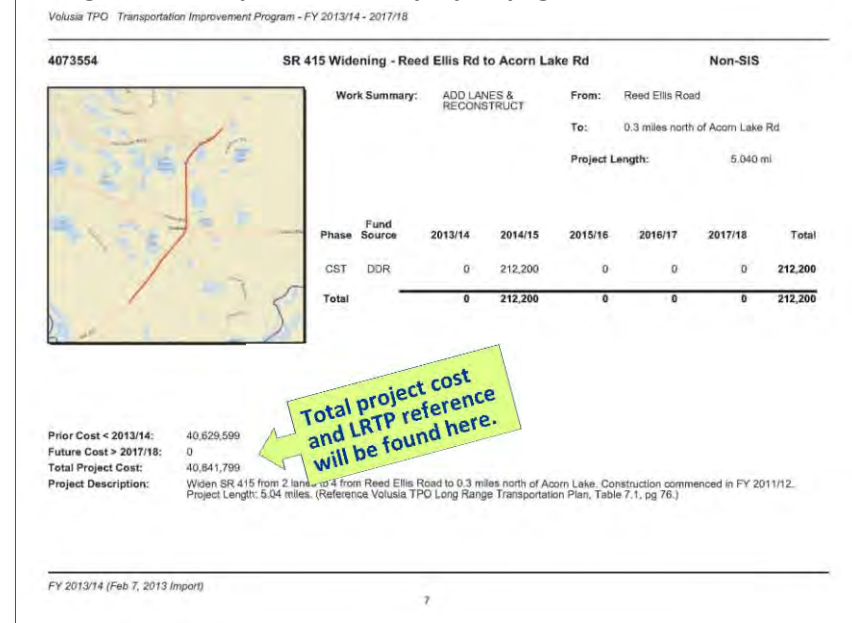 Volusia TPO Transportation Improvement Program - FY 2013/14 - 2017/18
4073554 SR 415 Widening - Reed Ellis Rd to Acorn Lake Rd Non-SIS
Work Summary: ADD LANES & RECONSTRUCT From: Reed Ellis Road
To: 0.3 miles north of Acorn Lake Rd
Project Length: 5.040 mi
Phase Fund Source 2013/14 2014/15 2015/16 2016/17 2017/18 Total
CST DDR 0 212,200 0 0 0 212,200
Total 0 212,200 0 0 0 212,200
Total project cost
and LRTP reference
will be found here.
Prior Cost < 2013/14: 40,629,599
Future Cost > 2017/18: 0
Total Project Cost: 40,841,799
Project Description: Widen SR 415 from 2 lanes to 4 from Reed Ellis Road to 0.3 miles north of Acorn Lake. Construction commenced in FY 2011/12.
Project Length: 5.04 miles. (Reference Volusia TPO Long Range Transportation Plan, Table 7.1, pg 76.)
FY 2013/14 (Feb 7, 2013 Import)
7